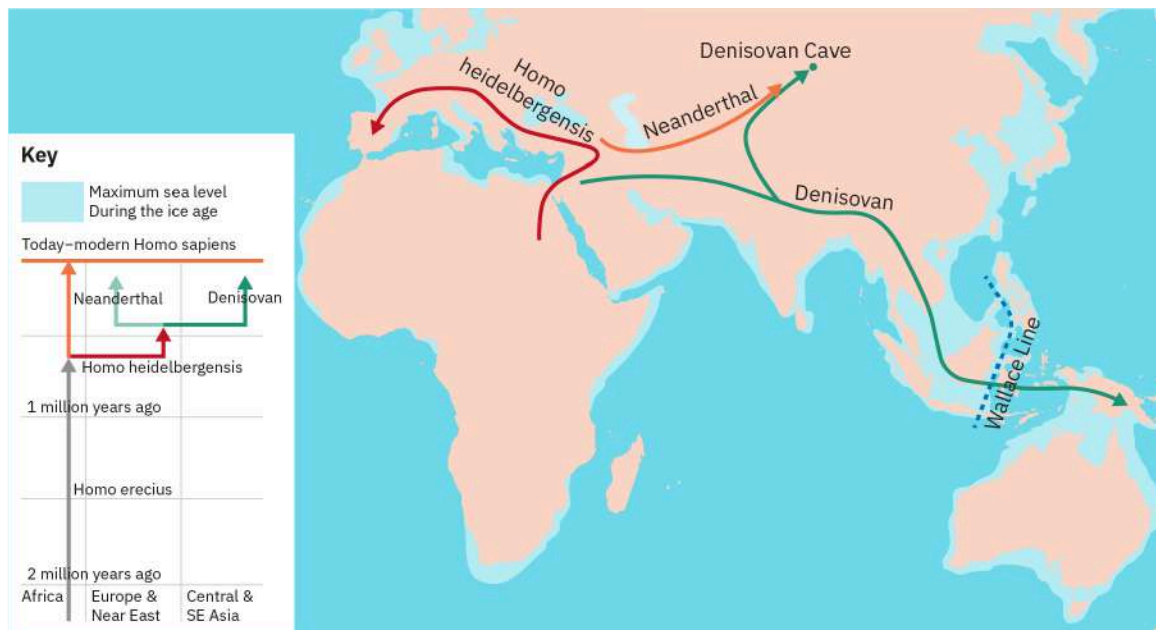 Denisovan Cave
Homo
heidelbergensis
Neanderthal
Denisovan
Wallace Line
Key
Maximum sea level
During the ice age
Today–modern Homo sapiens
Neanderthal
Denisovan
Homo heidelbergensis
1 million years ago
Homo erecius
2 million years ago
Africa
Europe &
Near East
Central &
SE Asia